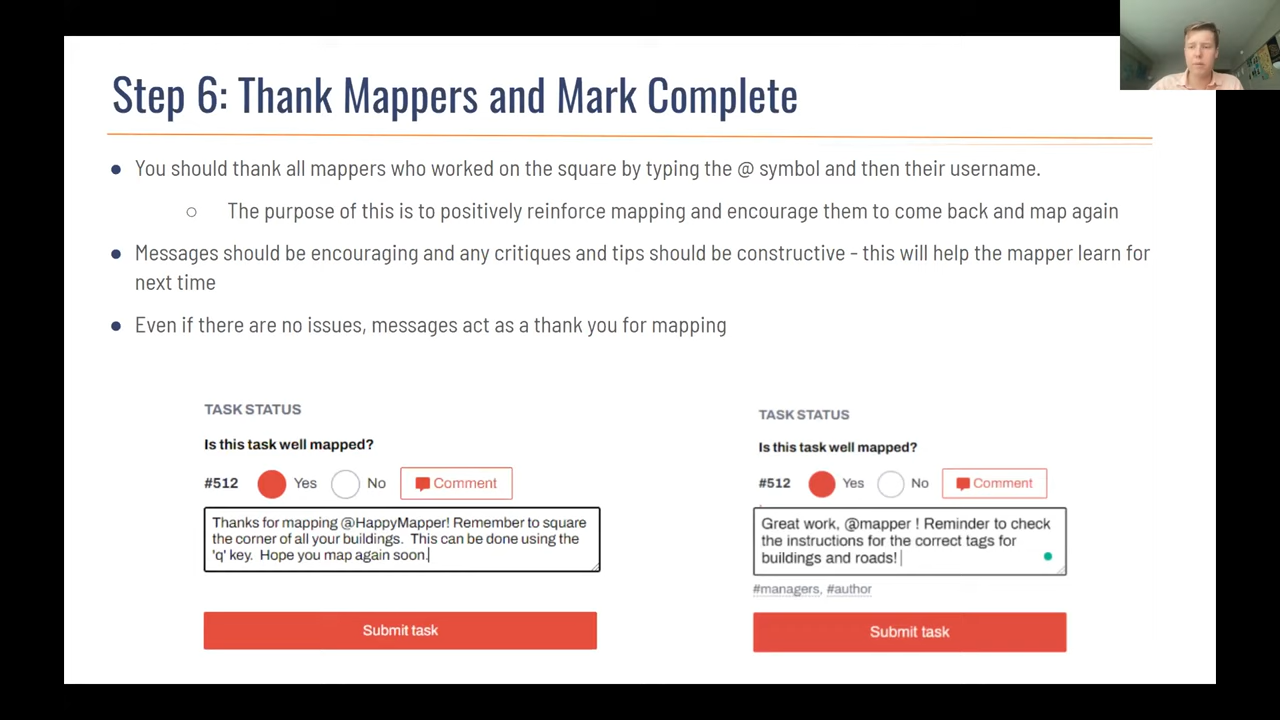 Step 6: Thank Mappers and Mark Complete
● You should thank all mappers who worked on the square by typing the @ symbol and then their username.
○ The purpose of this is to positively reinforce mapping and encourage them to come back and map again
● Messages should be encouraging and any critiques and tips should be constructive - this will help the mapper learn for
next time
● Even if there are no issues, messages act as a thank you for mapping
TASK STATUS
Is this task well mapped?
#512 Yes No Comment
Thanks for mapping @HappyMapper! Remember to square
the corner of all your buildings.  This can be done using the
'q' key.  Hope you map again soon.
Submit task
TASK STATUS
Is this task well mapped?
#512 Yes No Comment
Great work, @mapper ! Reminder to check
the instructions for the correct tags for
buildings and roads!
#managers, #author
Submit task